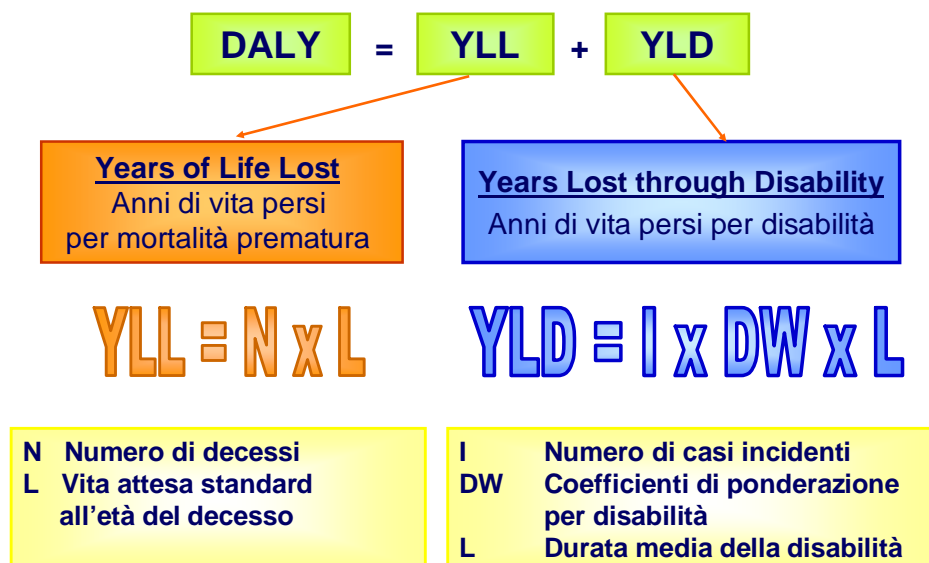 DALY = YLL + YLD
Years of Life Lost
Anni di vita persi
per mortalità prematura
Years Lost through Disability
Anni di vita persi per disabilità
YLL = N x L
YLD = I x DW x L
N Numero di decessi
L Vita attesa standard
all'età del decesso
I Numero di casi incidenti
DW Coefficienti di ponderazione
per disabilità
L Durata media della disabilità